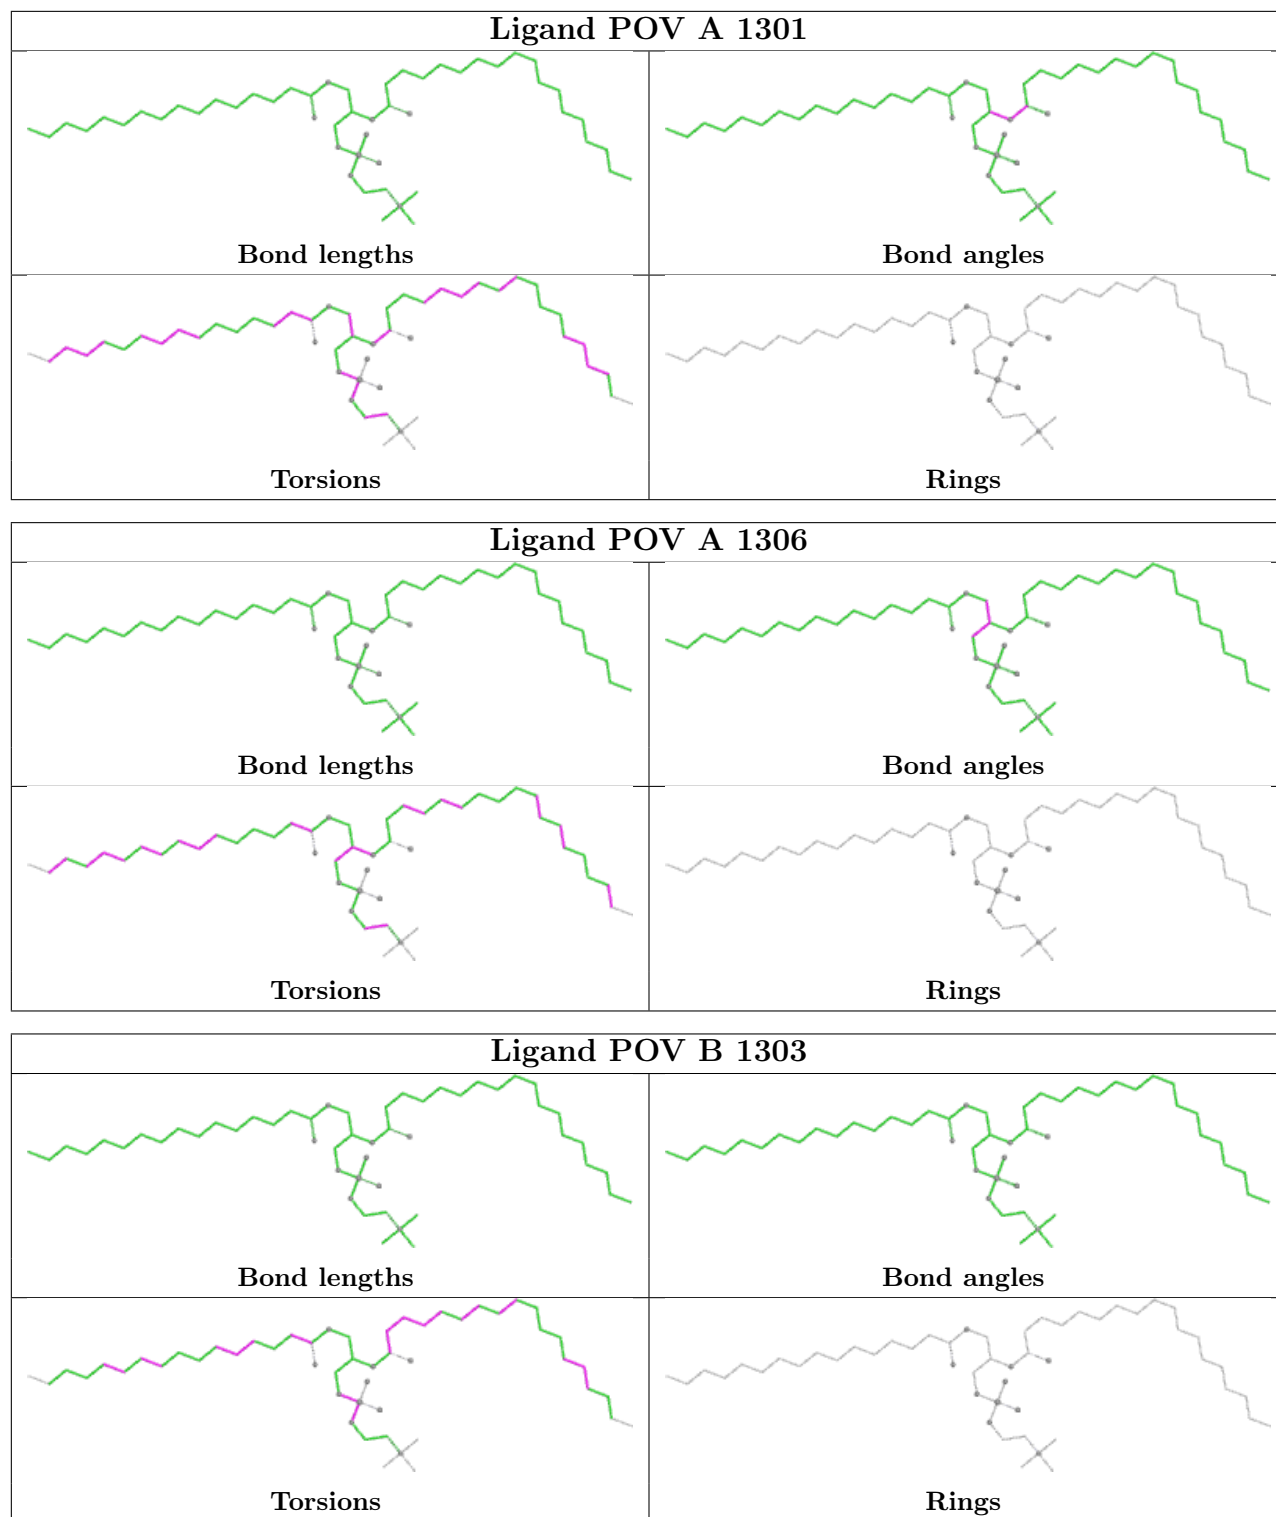 Ligand POV A 1301
Bond lengths
Bond angles
Torsions
Rings
Ligand POV A 1306
Bond lengths
Bond angles
Torsions
Rings
Ligand POV B 1303
Bond lengths
Bond angles
Torsions
Rings